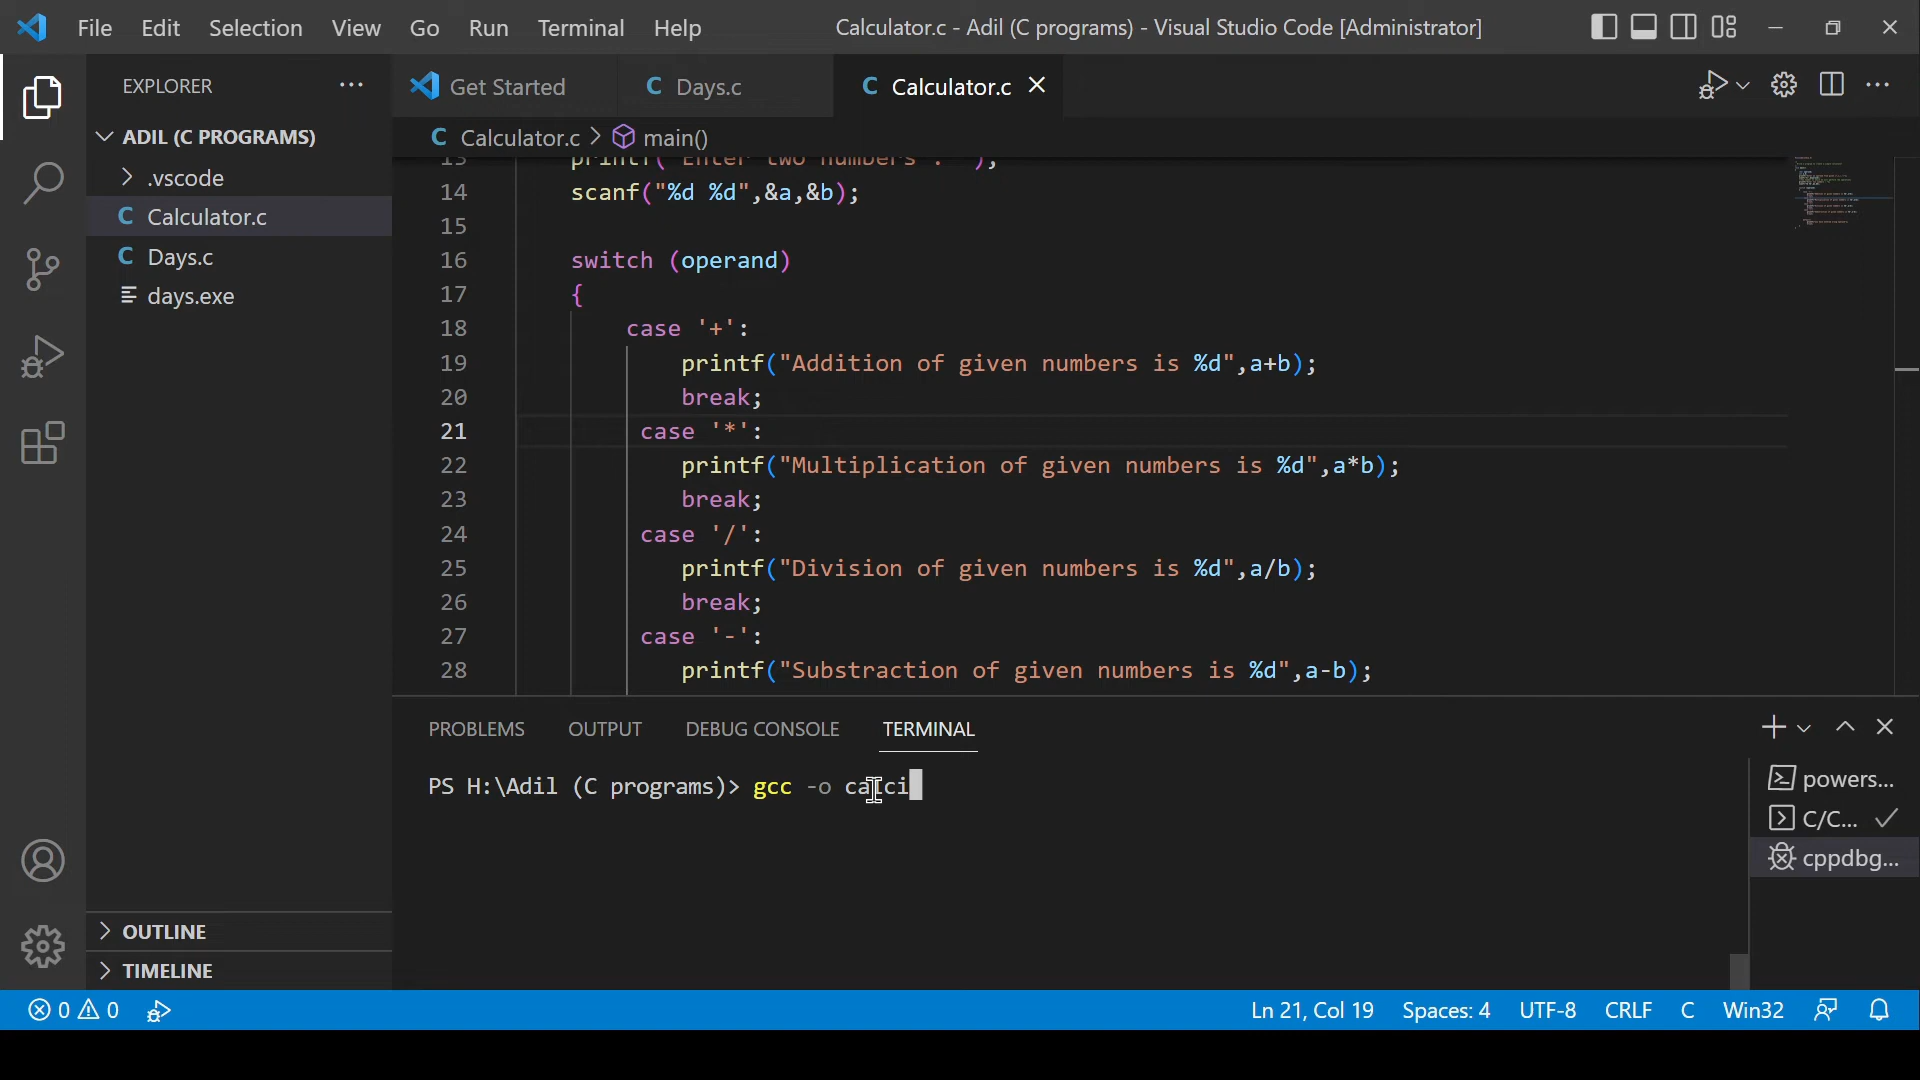 File Edit Selection View Go Run Terminal Help Calculator.c - Adil (C programs) - Visual Studio Code [Administrator]
EXPLORER
Get Started
Days.c
Calculator.c
ADIL (C PROGRAMS)
.vscode
Calculator.c
Days.c
days.exe
Calculator.c > main()
13 printf("Enter two numbers : ");
14 scanf("%d %d",&a,&b);
15
16 switch (operand)
17 {
18 case '+':
19 printf("Addition of given numbers is %d",a+b);
20 break;
21 case '*':
22 printf("Multiplication of given numbers is %d",a*b);
23 break;
24 case '/':
25 printf("Division of given numbers is %d",a/b);
26 break;
27 case '-':
28 printf("Substraction of given numbers is %d",a-b);
PROBLEMS OUTPUT DEBUG CONSOLE TERMINAL
PS H:\Adil (C programs)> gcc -o calci
powers...
C/C...
cppdbg...
OUTLINE
TIMELINE
0 0 Ln 21, Col 19 Spaces: 4 UTF-8 CRLF C Win32